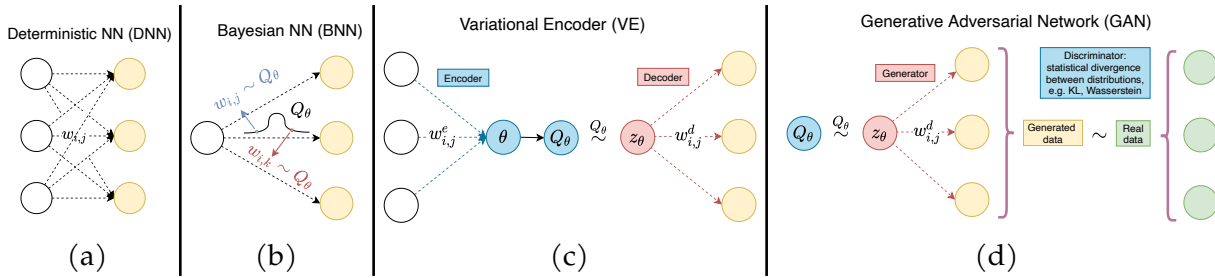 Deterministic NN (DNN)
w_{i,j}
(a)
Bayesian NN (BNN)
w_{i,j} ∼ Q_θ
Q_θ
w_{i,k} ∼ Q_θ
(b)
Variational Encoder (VE)
Encoder
Decoder
w^e_{i,j}
θ
Q_θ
Q_θ
∼
z_θ
w^d_{i,j}
(c)
Generative Adversarial Network (GAN)
Generator
Discriminator:
statistical divergence
between distributions,
e.g. KL, Wasserstein
Q_θ
Q_θ
∼
z_θ
w^d_{i,j}
Generated
data
∼
Real
data
(d)